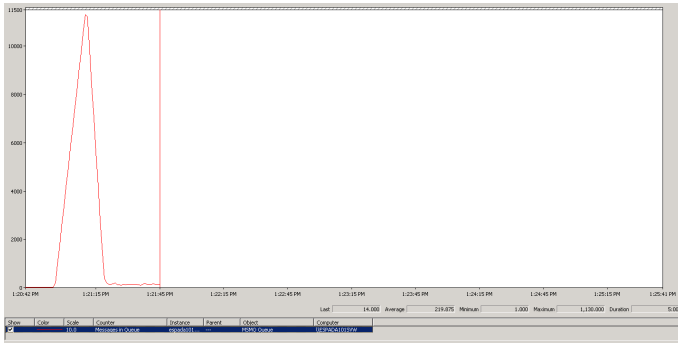 11500
10000
8000
6000
4000
2000
0
1:20:42 PM 1:21:15 PM 1:21:45 PM 1:22:15 PM 1:22:45 PM 1:23:15 PM 1:23:45 PM 1:24:15 PM 1:24:45 PM 1:25:15 PM 1:25:41 PM
Last 14.000 Average 219.875 Minimum 1.000 Maximum 1,130.000 Duration 5:00
Show Color Scale Counter Instance Parent Object Computer
10.0 Messages in Queue espada101... --- MSMQ Queue